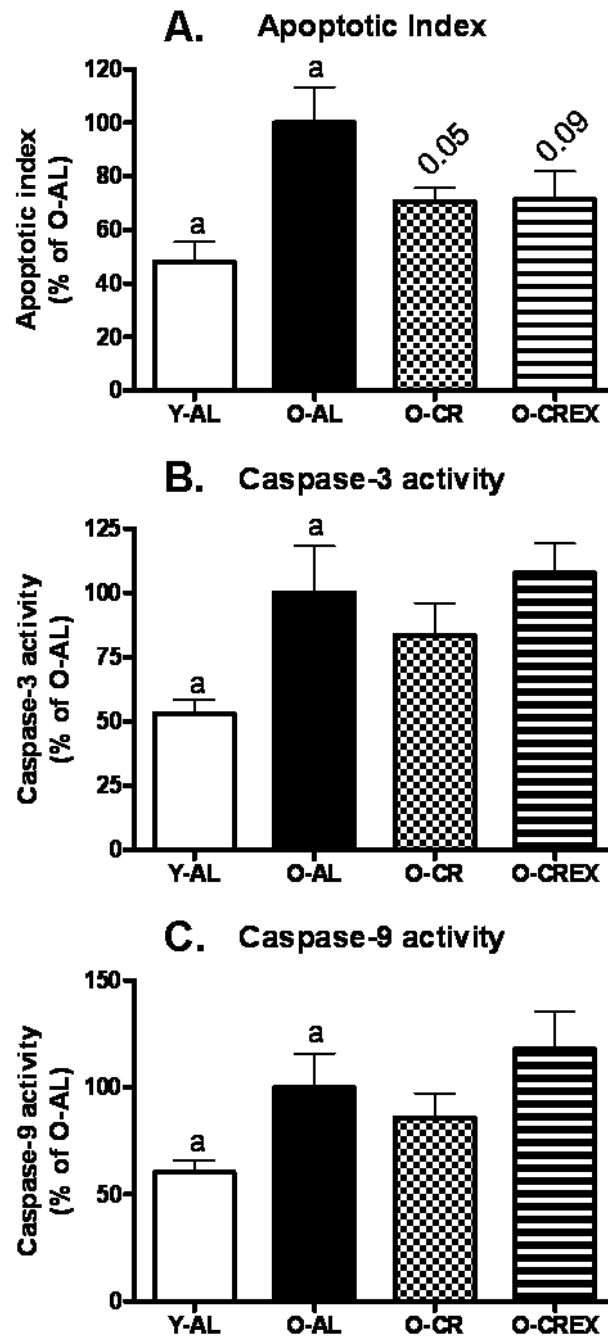 A. Apoptotic Index
Apoptotic index
(% of O-AL)
120
100
80
60
40
20
0
a
a
0.05
0.09
Y-AL O-AL O-CR O-CREX
B. Caspase-3 activity
Caspase-3 activity
(% of O-AL)
125
100
75
50
25
0
a
a
Y-AL O-AL O-CR O-CREX
C. Caspase-9 activity
Caspase-9 activity
(% of O-AL)
150
100
50
0
a
a
Y-AL O-AL O-CR O-CREX